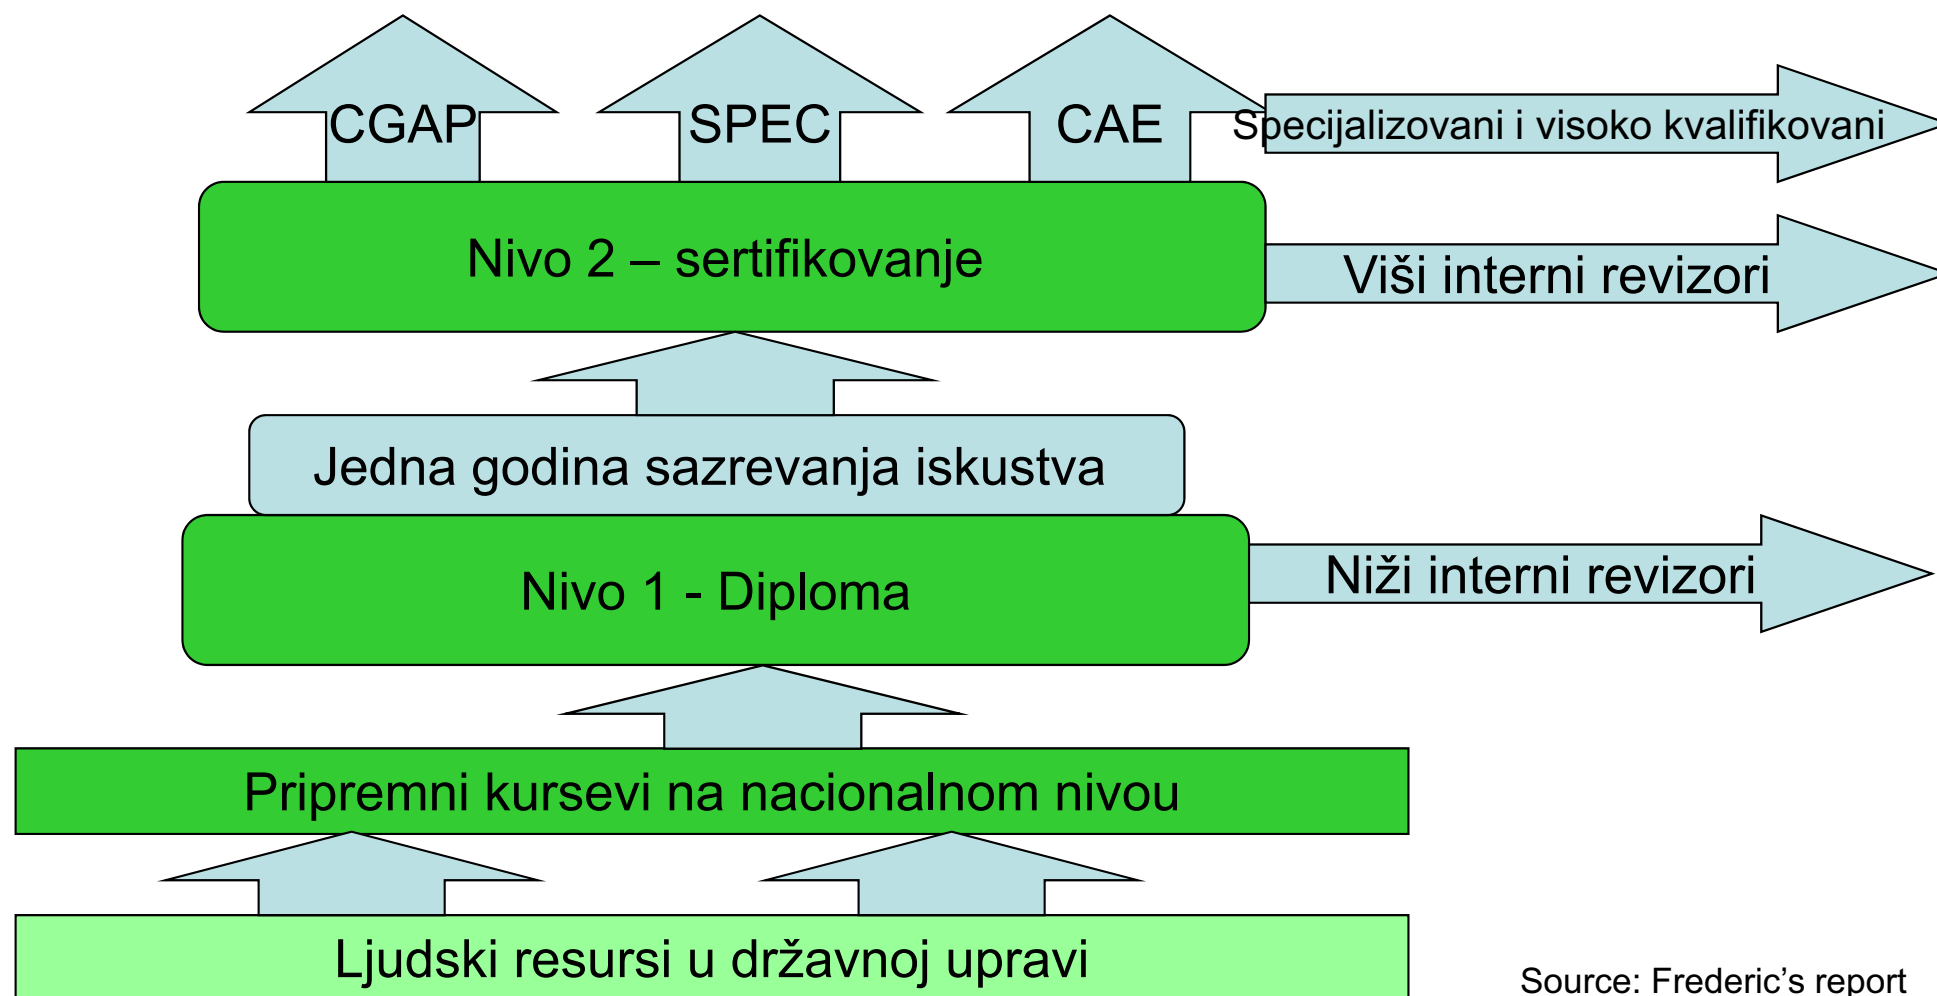 CGAP
SPEC
CAE
Specijalizovani i visoko kvalifikovani
Nivo 2 – sertifikovanje
Viši interni revizori
Jedna godina sazrevanja iskustva
Nivo 1 - Diploma
Niži interni revizori
Pripremni kursevi na nacionalnom nivou
Ljudski resursi u državnoj upravi
Source: Frederic’s report